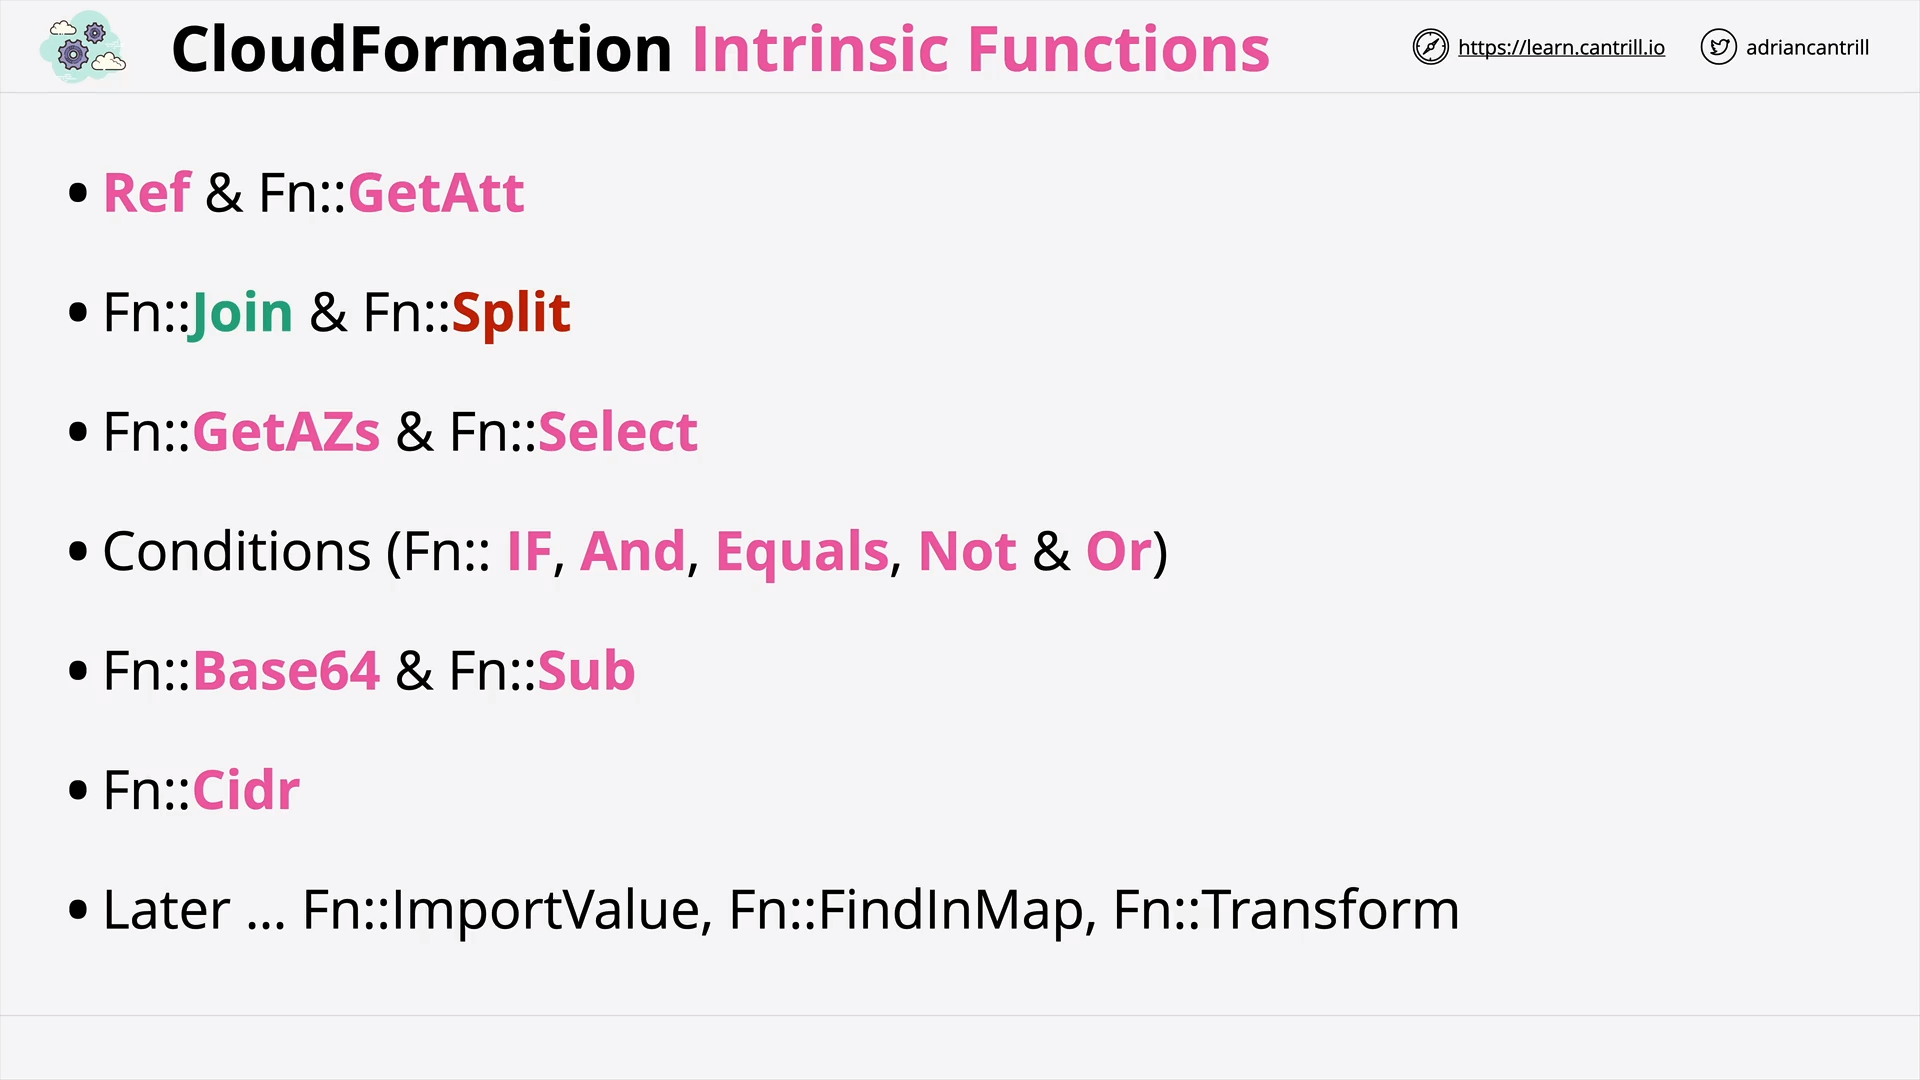 CloudFormation Intrinsic Functions
https://learn.cantrill.io
adriancantrill
• Ref & Fn::GetAtt
• Fn::Join & Fn::Split
• Fn::GetAZs & Fn::Select
• Conditions (Fn:: IF, And, Equals, Not & Or)
• Fn::Base64 & Fn::Sub
• Fn::Cidr
• Later ... Fn::ImportValue, Fn::FindInMap, Fn::Transform